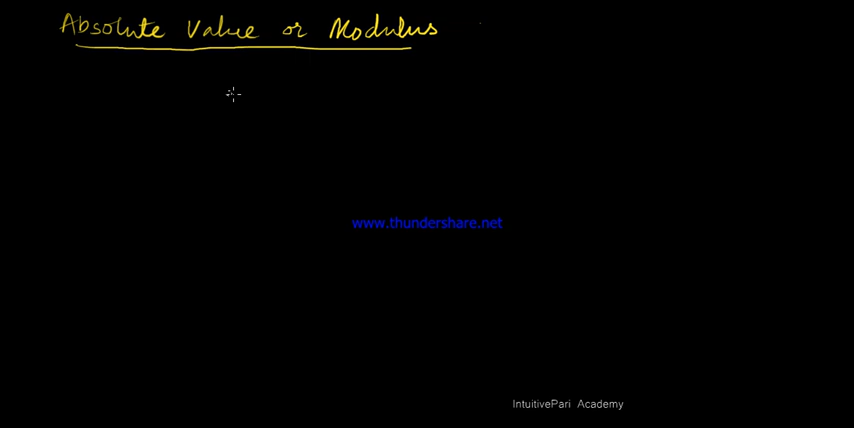 Absolute Value or Modulus
www.thundershare.net
IntuitivePari Academy